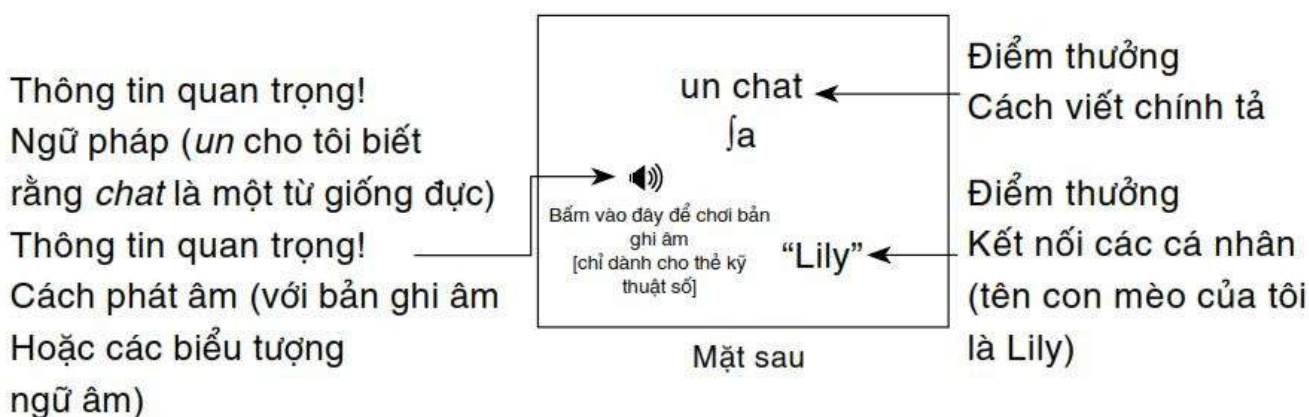 Thông tin quan trọng!
Ngữ pháp (un cho tôi biết
rằng chat là một từ giống đực)
Thông tin quan trọng!
Cách phát âm (với bản ghi âm
Hoặc các biểu tượng
ngữ âm)
un chat
ʃa
Bấm vào đây để chơi bản
ghi âm
[chỉ dành cho thẻ kỹ
thuật số]
“Lily”
Mặt sau
Điểm thưởng
Cách viết chính tả
Điểm thưởng
Kết nối các cá nhân
(tên con mèo của tôi
là Lily)